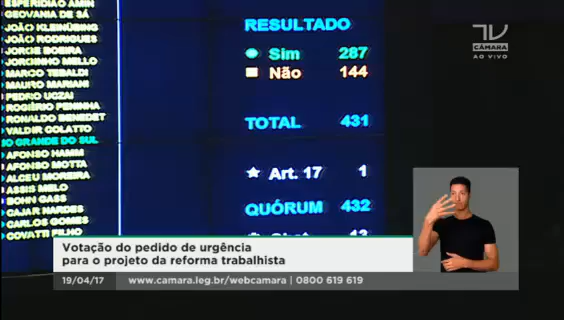 ESPERIDIÃO AMIN
GEOVANIA DE SÁ
JOÃO KLEINÜBING
JOÃO RODRIGUES
JORGE BOEIRA
JORGINHO MELLO
MARCO TEBALDI
MAURO MARIANI
PEDRO UCZAI
ROGÉRIO PENINHA
RONALDO BENEDET
VALDIR COLATTO
IO GRANDE DO SUL
AFONSO HAMM
AFONSO MOTTA
ALCEU MOREIRA
ASSIS MELO
BOHN GASS
CAJAR NARDES
CARLOS GOMES
COVATTI FILHO
RESULTADO
Sim 287
Não 144
TOTAL 431
Art. 17 1
QUÓRUM 432
TV
CÂMARA
AO VIVO
Votação do pedido de urgência
para o projeto da reforma trabalhista
19/04/17 www.camara.leg.br/webcamara | 0800 619 619